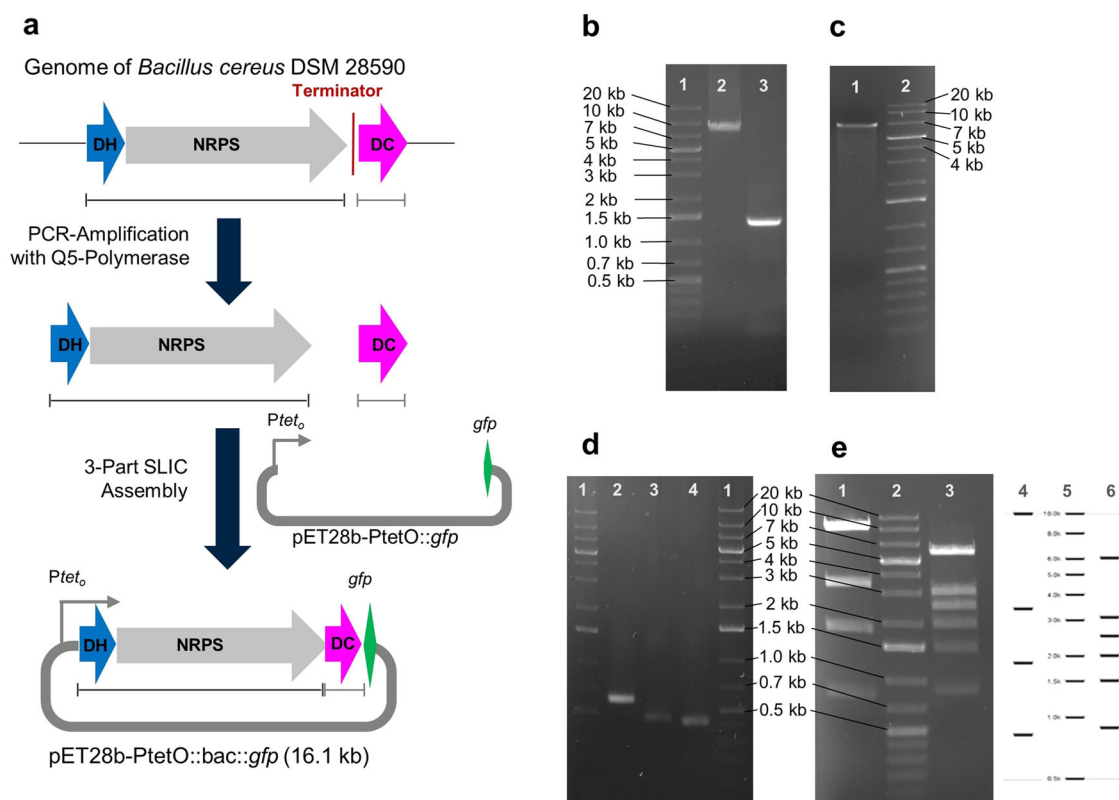 a
Genome of Bacillus cereus DSM 28590
Terminator
DH
NRPS
DC
PCR-Amplification
with Q5-Polymerase
DH
NRPS
DC
Pteto
gfp
3-Part SLIC
Assembly
pET28b-PtetO::gfp
Pteto
gfp
DH
NRPS
DC
pET28b-PtetO::bac::gfp (16.1 kb)
b
1 2 3
20 kb
10 kb
7 kb
5 kb
4 kb
3 kb
2 kb
1.5 kb
1.0 kb
0.7 kb
0.5 kb
c
1 2
20 kb
10 kb
7 kb
5 kb
4 kb
d
1 2 3 4 1
20 kb
10 kb
7 kb
5 kb
4 kb
3 kb
2 kb
1.5 kb
1.0 kb
0.7 kb
0.5 kb
e
1 2 3 4 5 6
10.0k
8.0k
6.0k
5.0k
4.0k
3.0k
2.5k
2.0k
1.5k
1.0k
0.5k